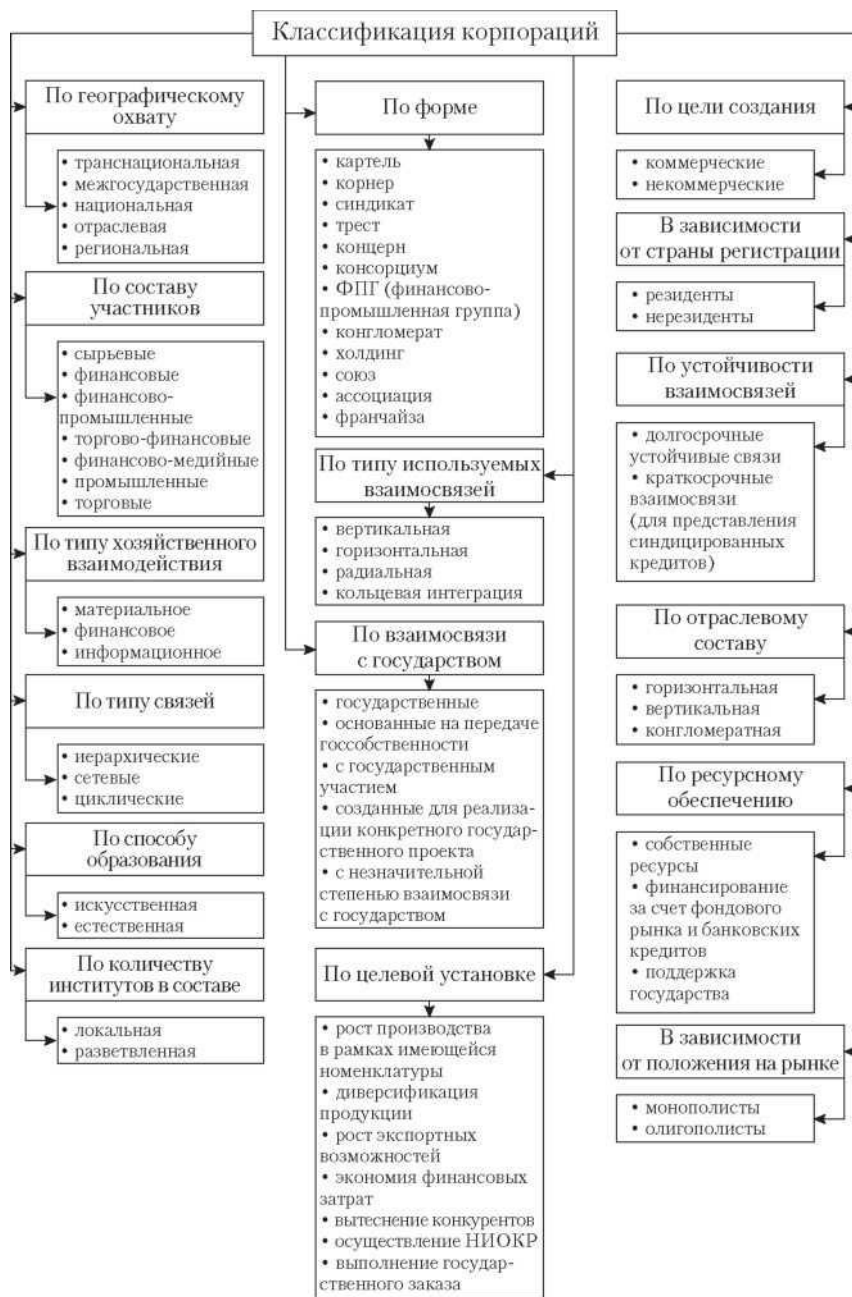 Классификация корпораций
По географическому
охвату
• транснациональная
• межгосударственная
• национальная
• отраслевая
• региональная
По составу
участников
• сырьевые
• финансовые
• финансово-
промышленные
• торгово-финансовые
• финансово-медийные
• промышленные
• торговые
По типу хозяйственного
взаимодействия
• материальное
• финансовое
• информационное
По типу связей
• иерархические
• сетевые
• циклические
По способу
образования
• искусственная
• естественная
По количеству
институтов в составе
• локальная
• разветвленная
По форме
• картель
• корнер
• синдикат
• трест
• концерн
• консорциум
• ФПГ (финансово-
промышленная группа)
• конгломерат
• холдинг
• союз
• ассоциация
• франчайза
По типу используемых
взаимосвязей
• вертикальная
• горизонтальная
• радиальная
• кольцевая интеграция
По взаимосвязи
с государством
• государственные
• основанные на передаче
госсобственности
• с государственным
участием
• созданные для реализа-
ции конкретного государ-
ственного проекта
• с незначительной
степенью взаимосвязи
с государством
По целевой установке
• рост производства
в рамках имеющейся
номенклатуры
• диверсификация
продукции
• рост экспортных
возможностей
• экономия финансовых
затрат
• вытеснение конкурентов
• осуществление НИОКР
• выполнение государ-
ственного заказа
По цели создания
• коммерческие
• некоммерческие
В зависимости
от страны регистрации
• резиденты
• нерезиденты
По устойчивости
взаимосвязей
• долгосрочные
устойчивые связи
• краткосрочные
взаимосвязи
(для представления
синдицированных
кредитов)
По отраслевому
составу
• горизонтальная
• вертикальная
• конгломератная
По ресурсному
обеспечению
• собственные
ресурсы
• финансирование
за счет фондового
рынка и банковских
кредитов
• поддержка
государства
В зависимости
от положения на рынке
• монополисты
• олигополисты